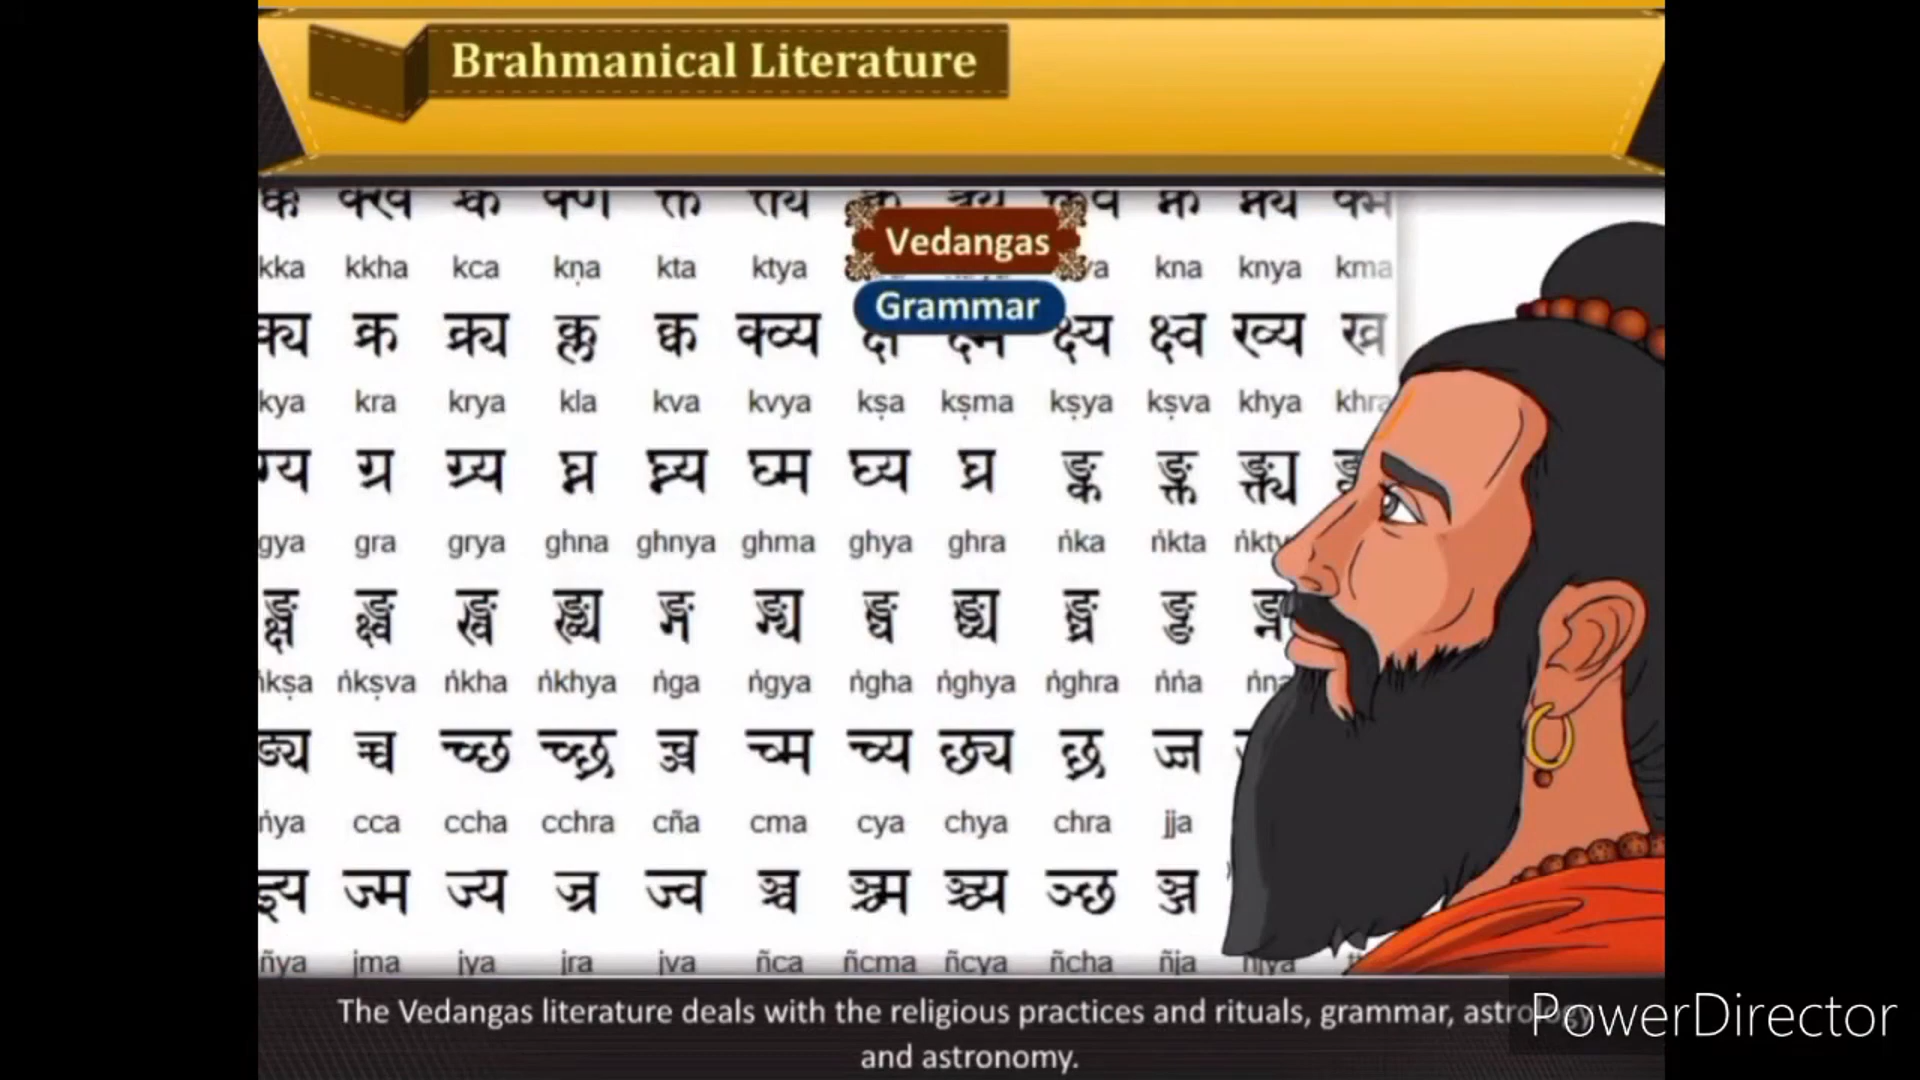 Brahmanical Literature
Vedangas
Grammar
kka kkha kca kṇa kta ktya kna knya kma
क्य क्र क्र्य क्ल क्व क्व्य क्ष्य क्ष्व ख्य ख्र
kya kra krya kla kva kvya kṣa kṣma kṣya kṣva khya khra
ग्य ग्र ग्र्य घ्न घ्न्य घ्म घ्य घ्र ङ्क ङ्क्त ङ्क्त्य
gya gra grya ghna ghnya ghma ghya ghra ṅka ṅkta
ङ्क्ष ङ्क्ष्व ङ्ख ङ्ख्य ङ्ग ङ्ग्य ङ्घ ङ्घ्य ङ्घ्र ङ्ङ
ṅkṣa ṅkṣva ṅkha ṅkhya ṅga ṅgya ṅgha ṅghya ṅghra ṅṅa ṅna
ङ्य च्च च्छ च्छ्र च्ञ च्म च्य छ्य छ्र ज्ज
ṅya cca ccha cchra cña cma cya chya chra jja
ज्म ज्य ज्र ज्व ञ्च ञ्च्म ञ्च्य ञ्छ ञ्ज
jma jya jra jva ñca ñcma ñcya ñcha ñja
The Vedangas literature deals with the religious practices and rituals, grammar, astrology
and astronomy.
PowerDirector